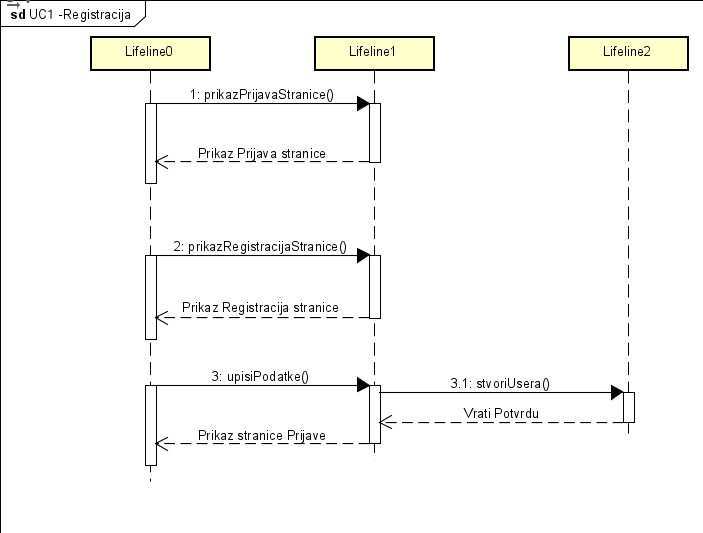 sd UC1 -Registracija
Lifeline0
Lifeline1
Lifeline2
1: prikazPrijavaStranice()
Prikaz Prijava stranice
2: prikazRegistracijaStranice()
Prikaz Registracija stranice
3: upisiPodatke()
3.1: stvoriUsera()
Vrati Potvrdu
Prikaz stranice Prijave